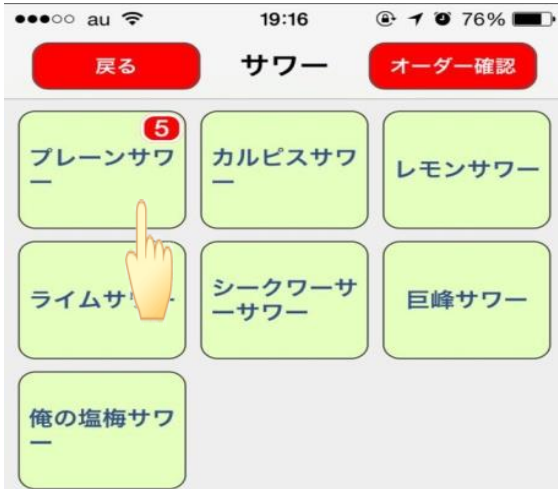 au 19:16 76%
戻る サワー オーダー確認
5
プレーンサワ
ー
カルピスサワ
ー
レモンサワー
ライムサ
シークワーサ
ーサワー
巨峰サワー
俺の塩梅サワ
ー